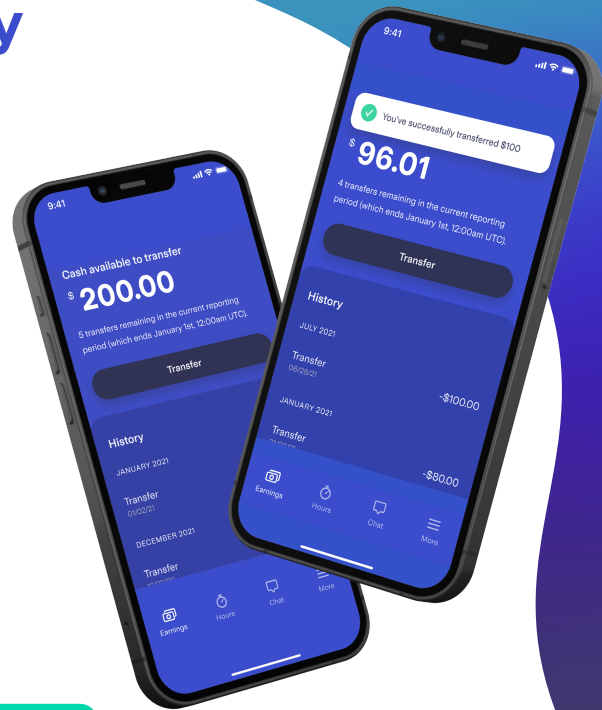 y
9:41
Cash available to transfer
$ 200.00
5 transfers remaining in the current reporting
period (which ends January 1st, 12:00am UTC).
Transfer
History
JANUARY 2021
Transfer
01/02/21
DECEMBER 2021
Transfer
Earnings
Hours
Chat
More
9:41
You've successfully transferred $100
$ 96.01
4 transfers remaining in the current reporting
period (which ends January 1st, 12:00am UTC).
Transfer
History
JULY 2021
Transfer
06/28/21
-$100.00
JANUARY 2021
Transfer
-$80.00
Earnings
Hours
Chat
More